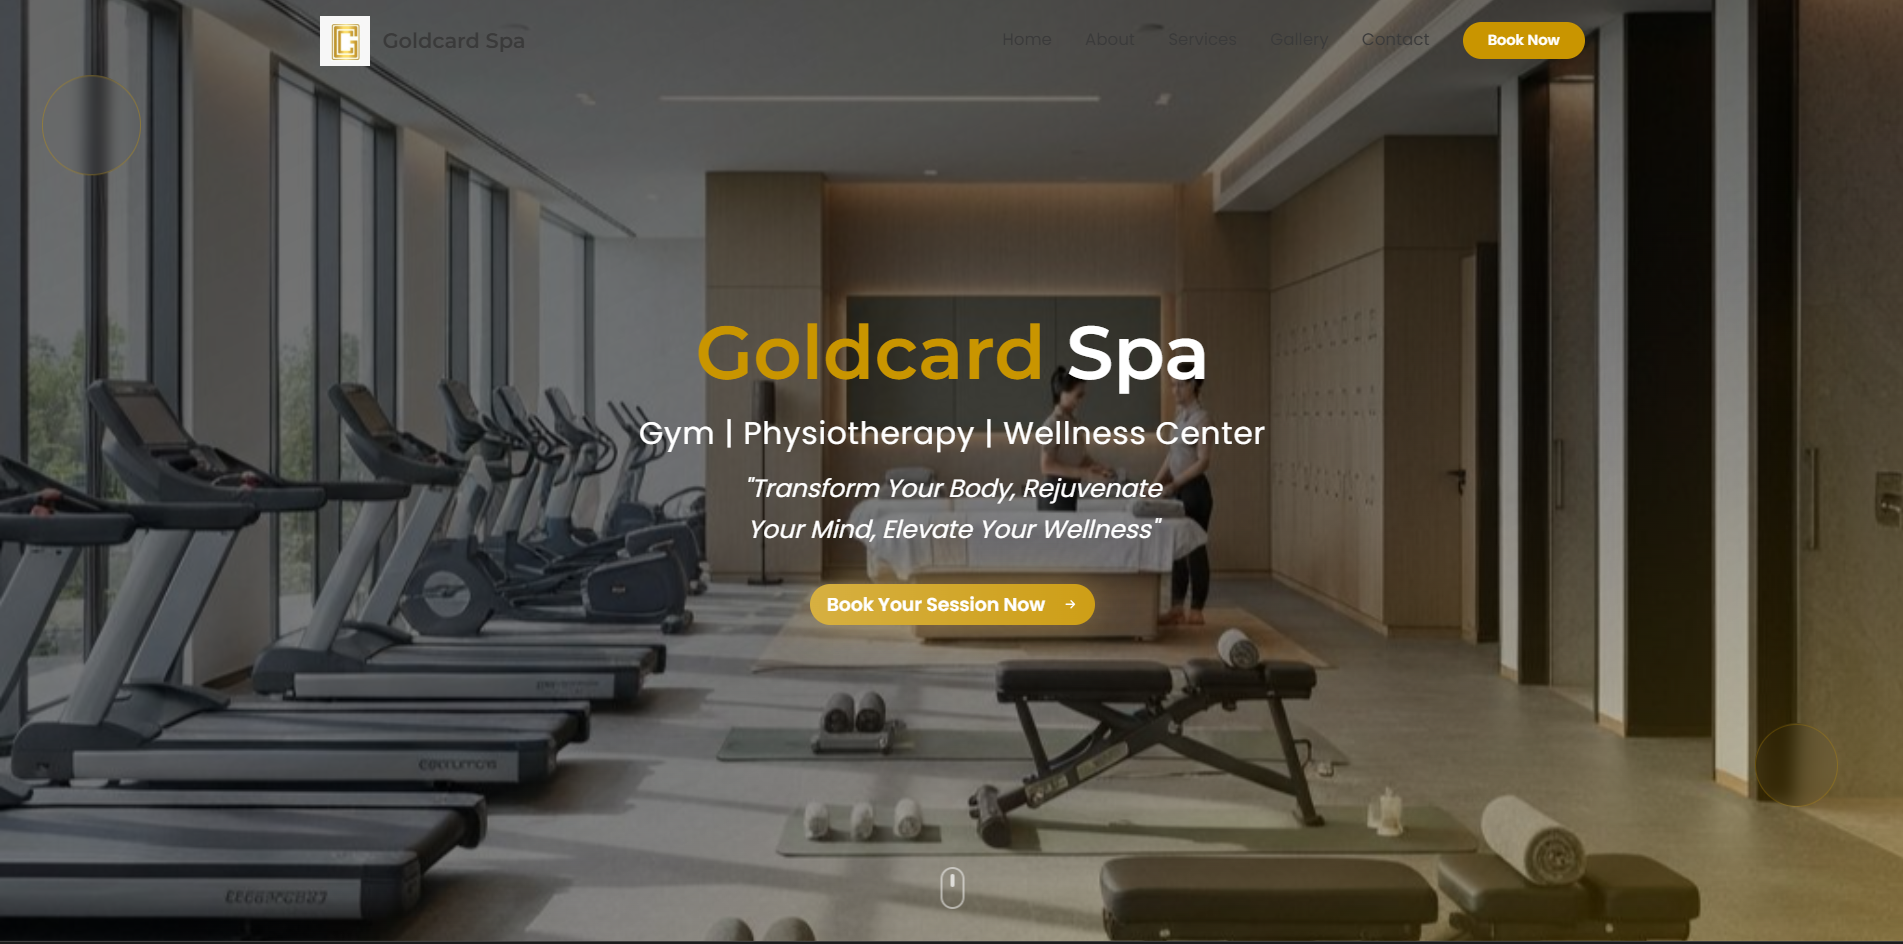 Goldcard Spa
Home About Services Gallery Contact Book Now
Goldcard Spa
Gym | Physiotherapy | Wellness Center
"Transform Your Body, Rejuvenate
Your Mind, Elevate Your Wellness"
Book Your Session Now →